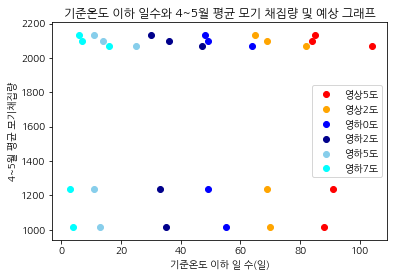 기준온도 이하 일수와 4~5월 평균 모기 채집량 및 예상 그래프
2200
2000
1800
1600
1400
1200
1000
4~5월 평균 모기채집량
영상5도
영상2도
영하0도
영하2도
영하5도
영하7도
0 20 40 60 80 100
기준온도 이하 일 수(일)